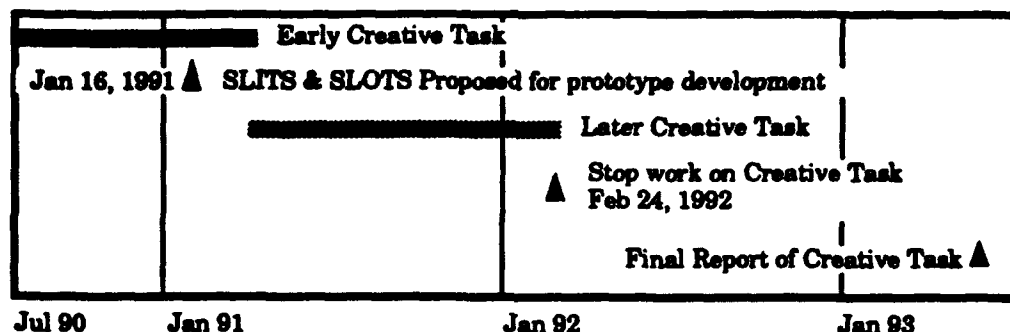 Early Creative Task
Jan 16, 1991 SLITS & SLOTS Proposed for prototype development
Later Creative Task
Stop work on Creative Task
Feb 24, 1992
Final Report of Creative Task
Jul 90 Jan 91 Jan 92 Jan 93